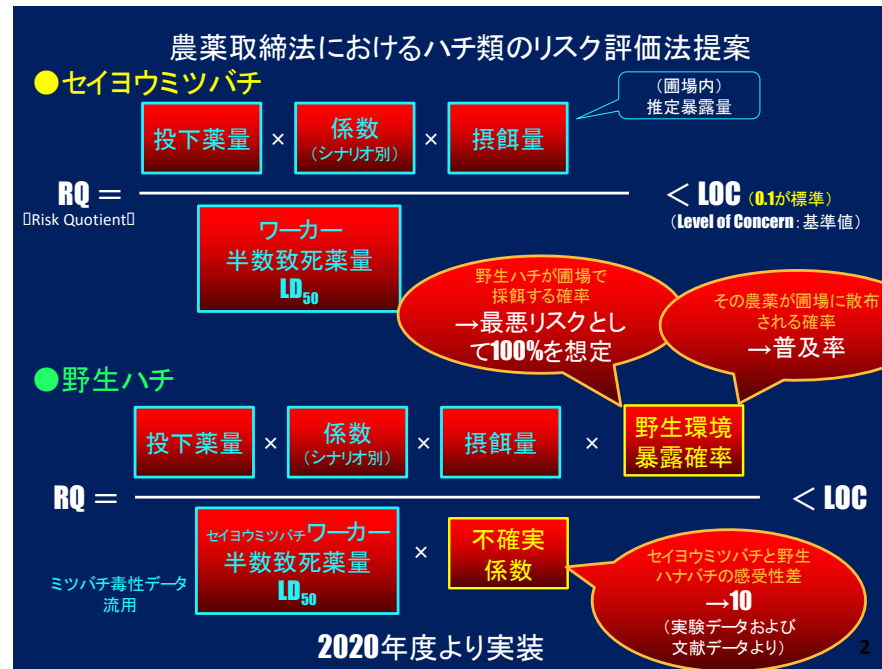 農薬取締法におけるハチ類のリスク評価法提案
●セイヨウミツバチ
(圃場内)
推定暴露量
投下薬量 × 係数 × 摂餌量
(シナリオ別)
RQ = < LOC (0.1が標準)
▯Risk Quotient▯
(Level of Concern:基準値)
ワーカー
半数致死薬量
LD50
野生ハチが圃場で
採餌する確率
→最悪リスクとし
て100%を想定
その農薬が圃場に散布
される確率
→普及率
●野生ハチ
投下薬量 × 係数 × 摂餌量 × 野生環境
(シナリオ別)
暴露確率
RQ = < LOC
セイヨウミツバチワーカー
半数致死薬量
LD50
× 不確実
係数
ミツバチ毒性データ
流用
セイヨウミツバチと野生
ハナバチの感受性差
→10
(実験データおよび
文献データより)
2020年度より実装
2